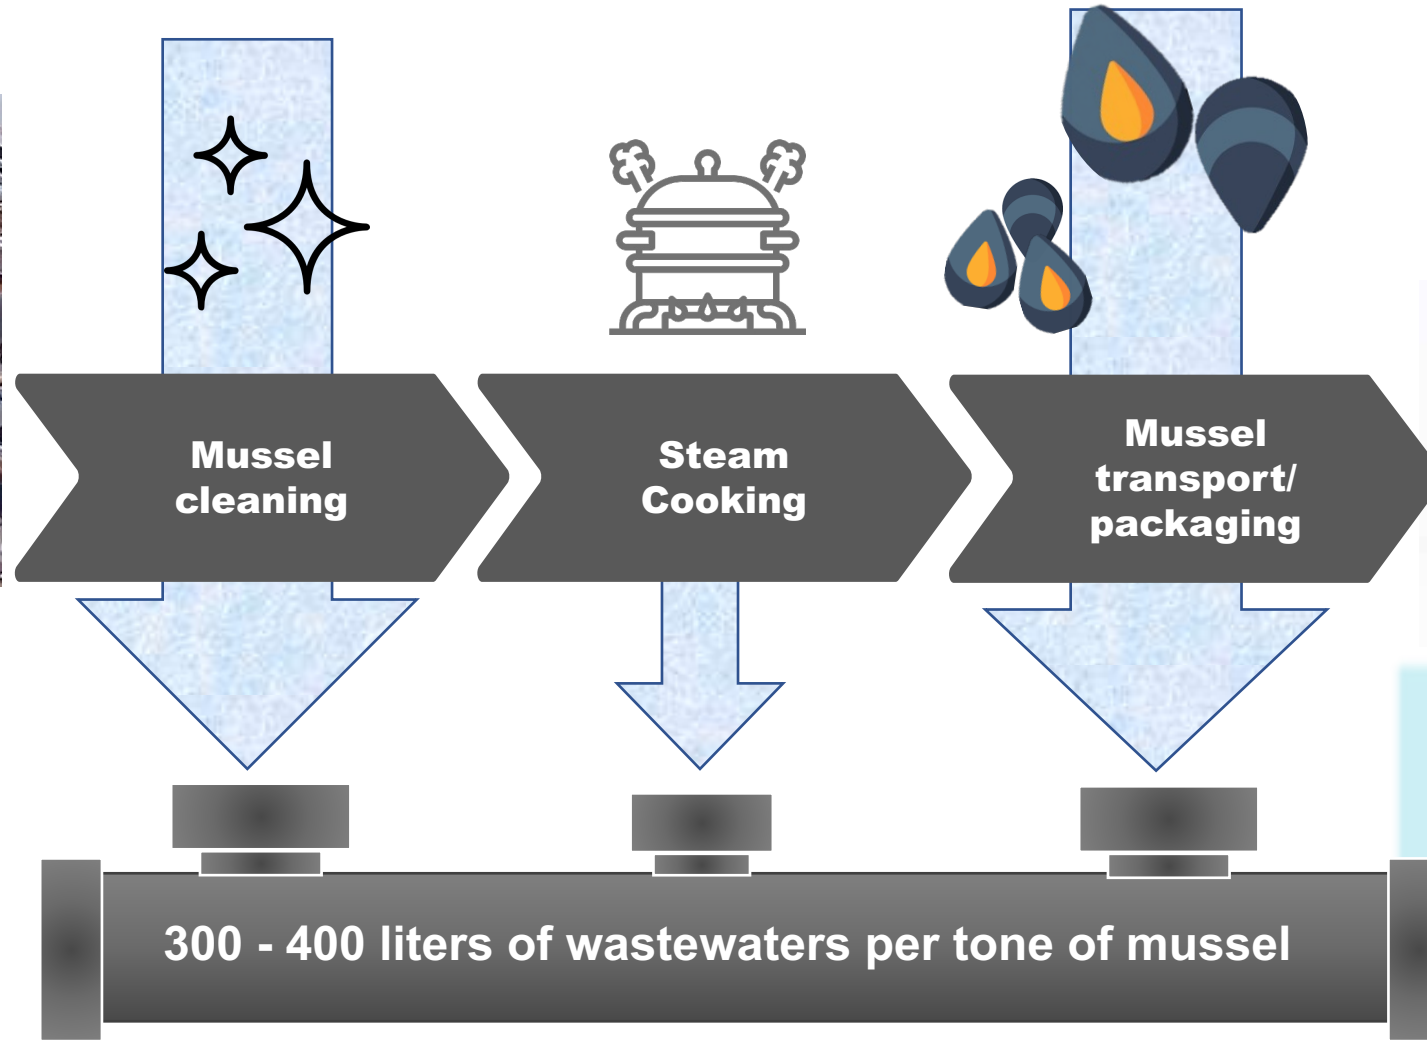 Mussel
cleaning
Steam
Cooking
Mussel
transport/
packaging
300 - 400 liters of wastewaters per tone of mussel